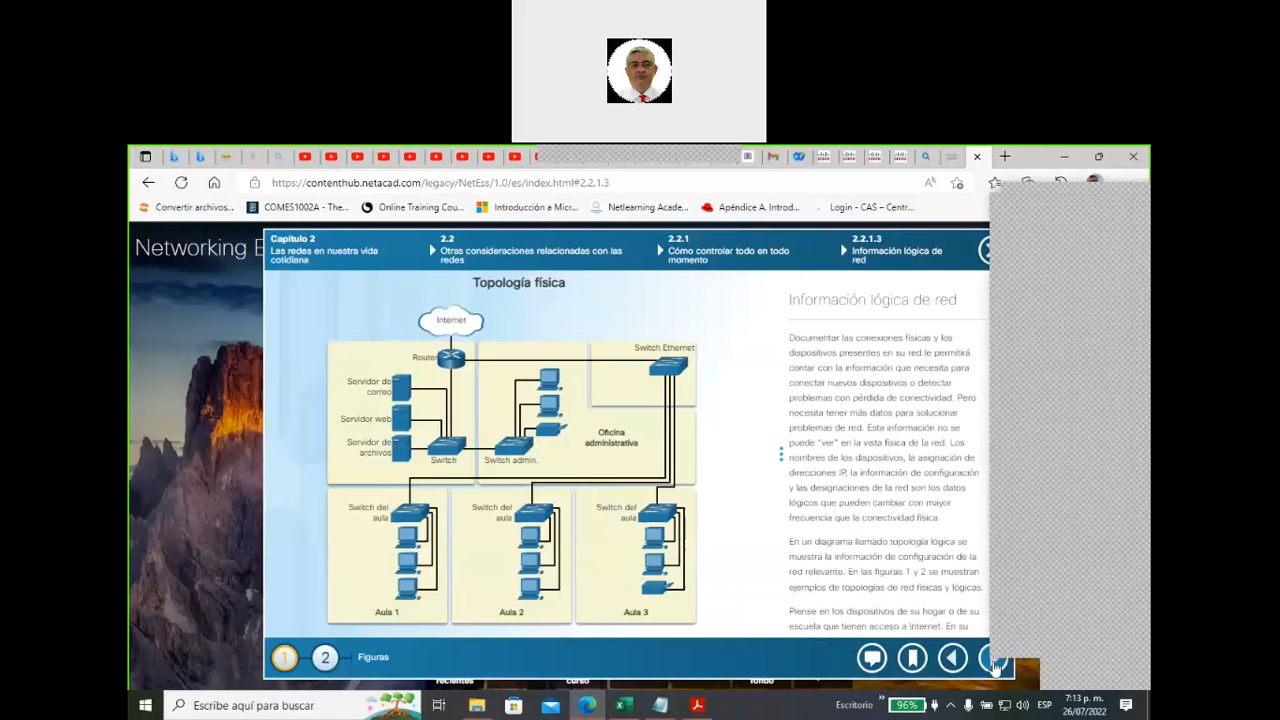 https://contenthub.netacad.com/legacy/NetEss/1.0/es/index.html#2.2.1.3
Convertir archivos...
COMES1002A - The...
Online Training Cou...
Introducción a Micr...
Netlearning Acade...
Apéndice A. Introd...
Login - CAS – Centr...
Networking E
Capítulo 2
Las redes en nuestra vida
cotidiana
2.2
Otras consideraciones relacionadas con las
redes
2.2.1
Cómo controlar todo en todo
momento
2.2.1.3
Información lógica de
red
Topología física
Internet
Router
Switch Ethernet
Servidor de
correo
Servidor web
Servidor de
archivos
Switch
Switch admin.
Oficina
administrativa
Switch del
aula
Switch del
aula
Switch del
aula
Aula 1
Aula 2
Aula 3
Información lógica de red
Documentar las conexiones físicas y los
dispositivos presentes en su red le permitirá
contar con la información que necesita para
conectar nuevos dispositivos o detectar
problemas con pérdida de conectividad. Pero
necesita tener más datos para solucionar
problemas de red. Esta información no se
puede "ver" en la vista física de la red. Los
nombres de los dispositivos, la asignación de
direcciones IP, la información de configuración
y las designaciones de la red son los datos
lógicos que pueden cambiar con mayor
frecuencia que la conectividad física.
En un diagrama llamado topología lógica se
muestra la información de configuración de la
red relevante. En las figuras 1 y 2 se muestran
ejemplos de topologías de red físicas y lógicas.
Piense en los dispositivos de su hogar o de su
escuela que tienen acceso a Internet. En su
1
2
Figuras
recientes
curso
fondo
Escribe aquí para buscar
Escritorio
96%
ESP
7:13 p. m.
26/07/2022